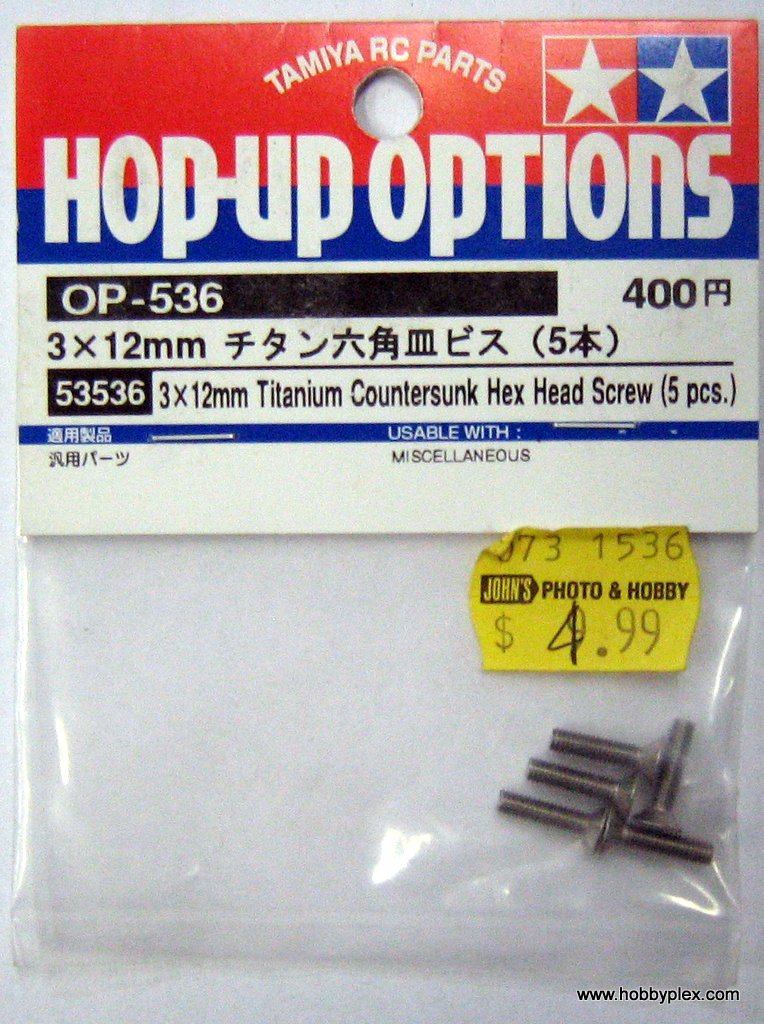 TAMIYA RC PARTS
HOP-UP OPTIONS
OP-536 400円
3×12mm チタン六角皿ビス (5本)
53536 3×12mm Titanium Countersunk Hex Head Screw (5 pcs.)
適用製品 USABLE WITH :
汎用パーツ MISCELLANEOUS
073 1536
JOHN'S PHOTO & HOBBY
$ 4.99
www.hobbyplex.com